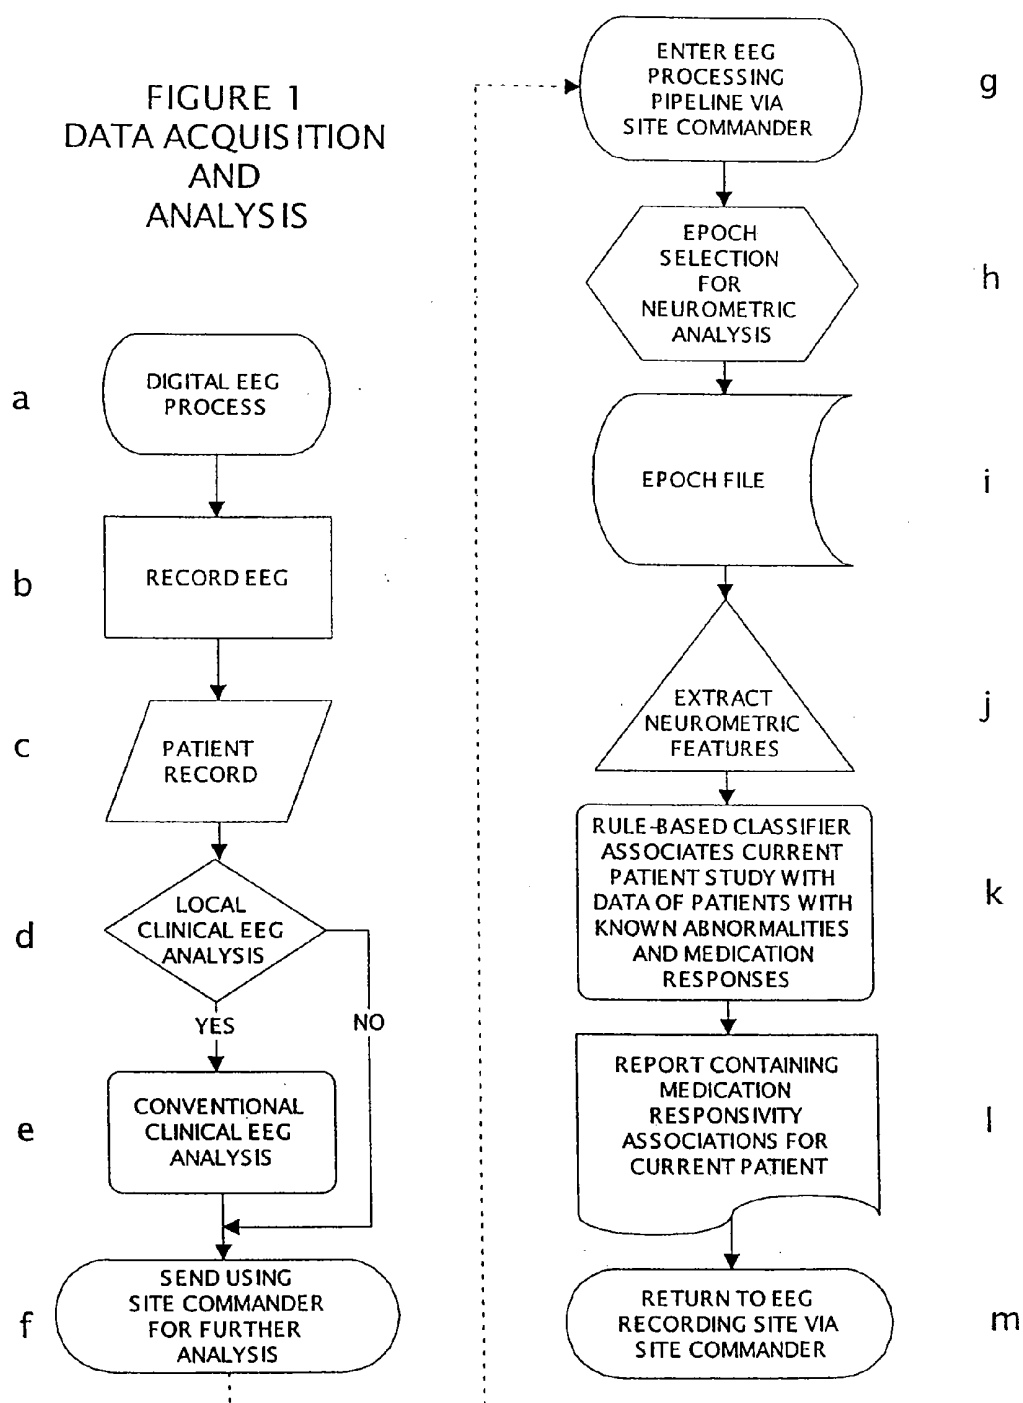 FIGURE 1
DATA ACQUISITION
AND
ANALYSIS
a
DIGITAL EEG
PROCESS
b
RECORD EEG
c
PATIENT
RECORD
d
LOCAL
CLINICAL EEG
ANALYSIS
YES
NO
e
CONVENTIONAL
CLINICAL EEG
ANALYSIS
f
SEND USING
SITE COMMANDER
FOR FURTHER
ANALYSIS
ENTER EEG
PROCESSING
PIPELINE VIA
SITE COMMANDER
g
EPOCH
SELECTION
FOR
NEUROMETRIC
ANALYSIS
h
EPOCH FILE
i
EXTRACT
NEUROMETRIC
FEATURES
j
RULE-BASED CLASSIFIER
ASSOCIATES CURRENT
PATIENT STUDY WITH
DATA OF PATIENTS WITH
KNOWN ABNORMALITIES
AND MEDICATION
RESPONSES
k
REPORT CONTAINING
MEDICATION
RESPONSIVITY
ASSOCIATIONS FOR
CURRENT PATIENT
l
RETURN TO EEG
RECORDING SITE VIA
SITE COMMANDER
m